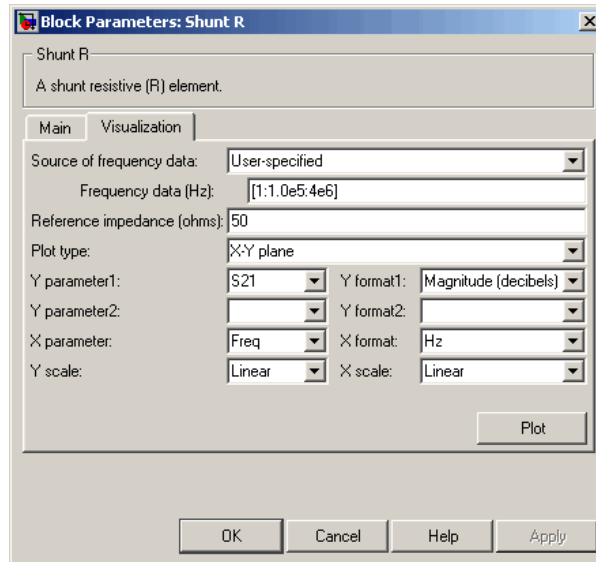 Block Parameters: Shunt R
Shunt R
A shunt resistive (R) element.
Main Visualization
Source of frequency data: User-specified
Frequency data (Hz): [1:1.0e5:4e6]
Reference impedance (ohms): 50
Plot type: X-Y plane
Y parameter1: S21 Y format1: Magnitude (decibels)
Y parameter2: Y format2:
X parameter: Freq X format: Hz
Y scale: Linear X scale: Linear
Plot
OK Cancel Help Apply